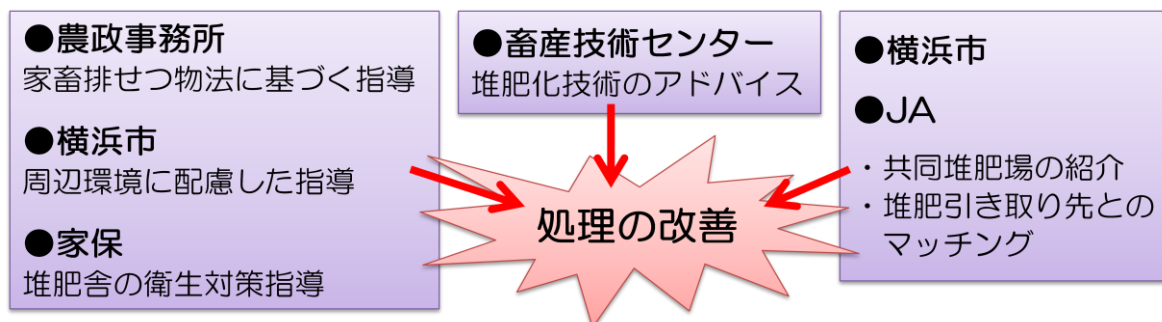 ●農政事務所
家畜排せつ物法に基づく指導
●横浜市
周辺環境に配慮した指導
●家保
堆肥舎の衛生対策指導
●畜産技術センター
堆肥化技術のアドバイス
●横浜市
●JA
・共同堆肥場の紹介
・堆肥引き取り先との
マッチング
処理の改善